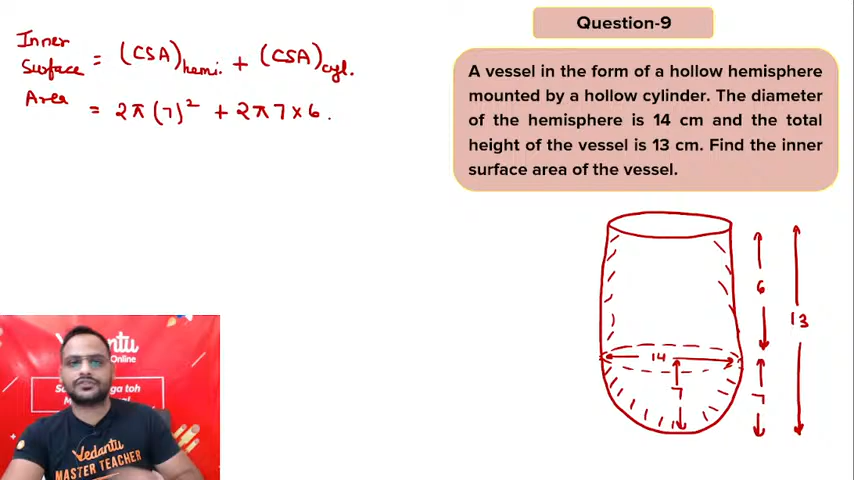 Inner
Surface = (CSA)hemi. + (CSA)cyl.
Area = 2π(7)² + 2π7×6.
Question-9
A vessel in the form of a hollow hemisphere
mounted by a hollow cylinder. The diameter
of the hemisphere is 14 cm and the total
height of the vessel is 13 cm. Find the inner
surface area of the vessel.
6
13
14
7
7
Vedantu
MASTER TEACHER